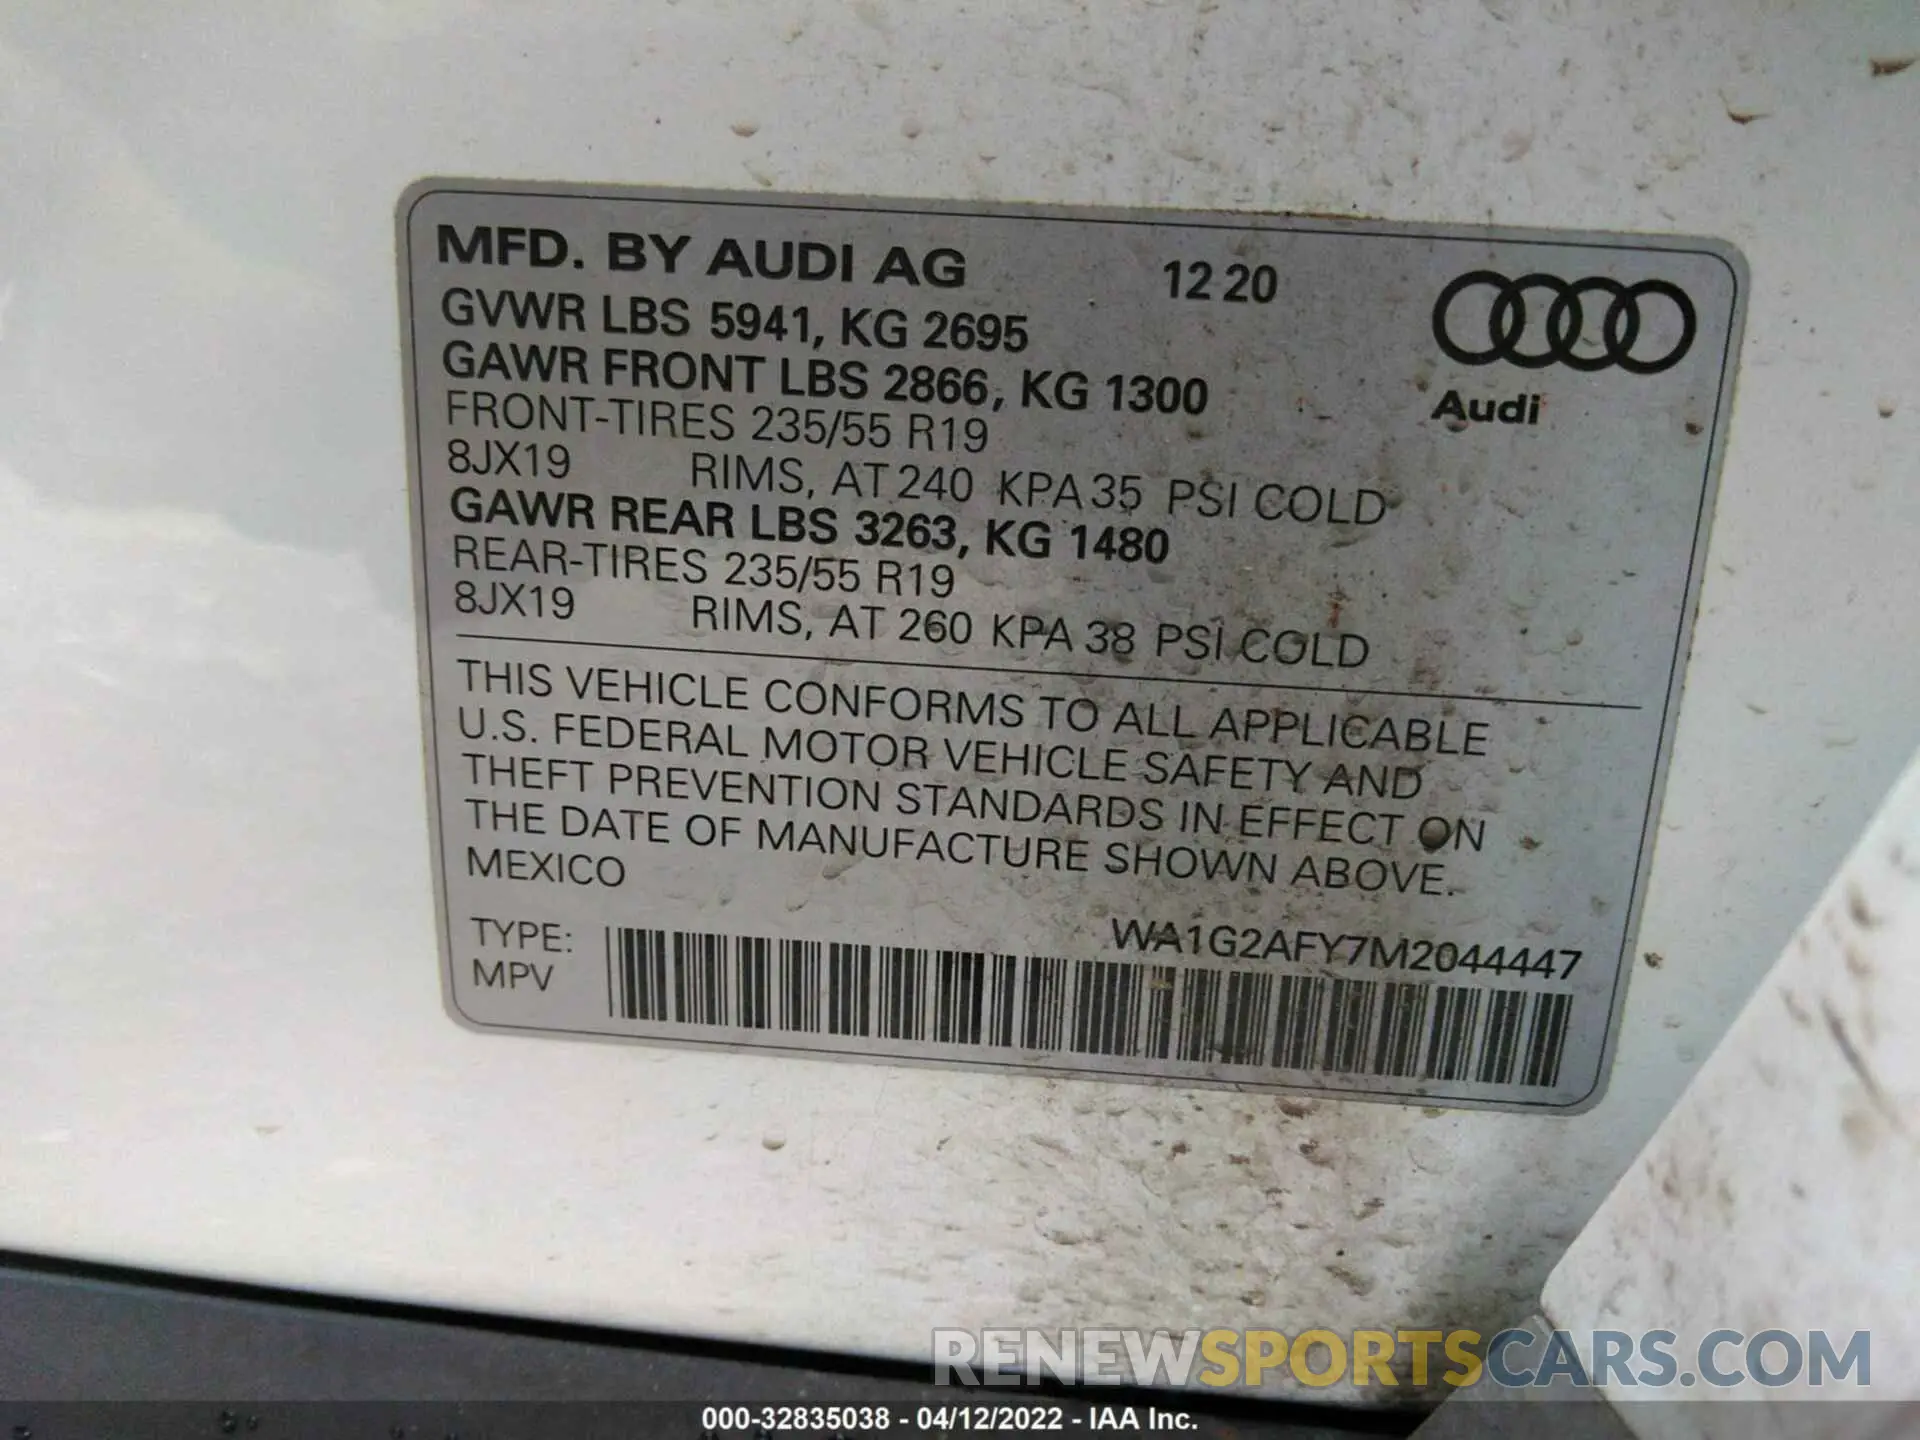 MFD. BY AUDI AG 12 20
GVWR LBS 5941, KG 2695
GAWR FRONT LBS 2866, KG 1300
Audi
FRONT-TIRES 235/55 R19
8JX19 RIMS, AT 240 KPA 35 PSI COLD
GAWR REAR LBS 3263, KG 1480
REAR-TIRES 235/55 R19
8JX19 RIMS, AT 260 KPA 38 PSI COLD
THIS VEHICLE CONFORMS TO ALL APPLICABLE
U.S. FEDERAL MOTOR VEHICLE SAFETY AND
THEFT PREVENTION STANDARDS IN EFFECT ON
THE DATE OF MANUFACTURE SHOWN ABOVE.
MEXICO
TYPE: WA1G2AFY7M2044447
MPV
RENEWSPORTSCARS.COM
000-32835038 - 04/12/2022 - IAA Inc.